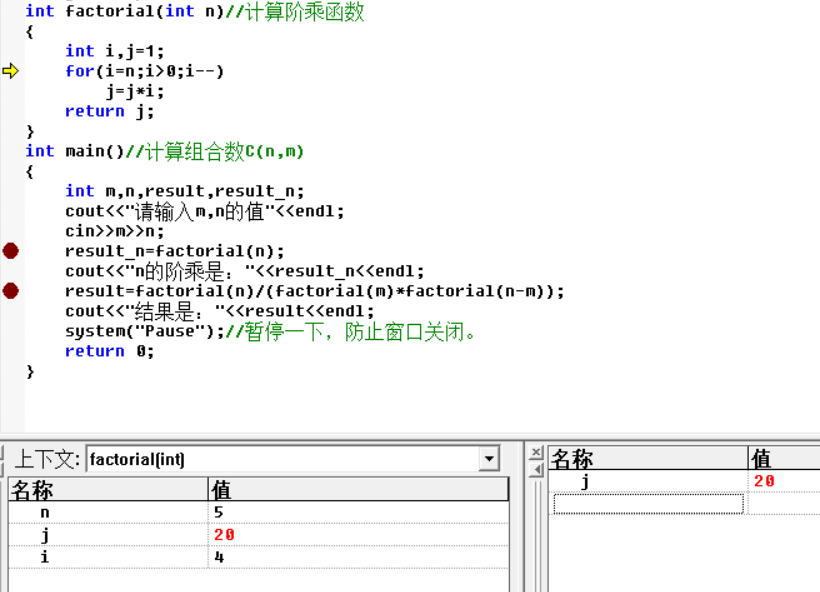 int factorial(int n)//计算阶乘函数
{
int i,j=1;
for(i=n;i>0;i--)
j=j*i;
return j;
}
int main()//计算组合数C(n,m)
{
int m,n,result,result_n;
cout<<"请输入m,n的值"<<endl;
cin>>m>>n;
result_n=factorial(n);
cout<<"n的阶乘是："<<result_n<<endl;
result=factorial(n)/(factorial(m)*factorial(n-m));
cout<<"结果是："<<result<<endl;
system("Pause");//暂停一下，防止窗口关闭。
return 0;
}
上下文: factorial(int)
名称 值
n 5
j 20
i 4
名称 值
j 20